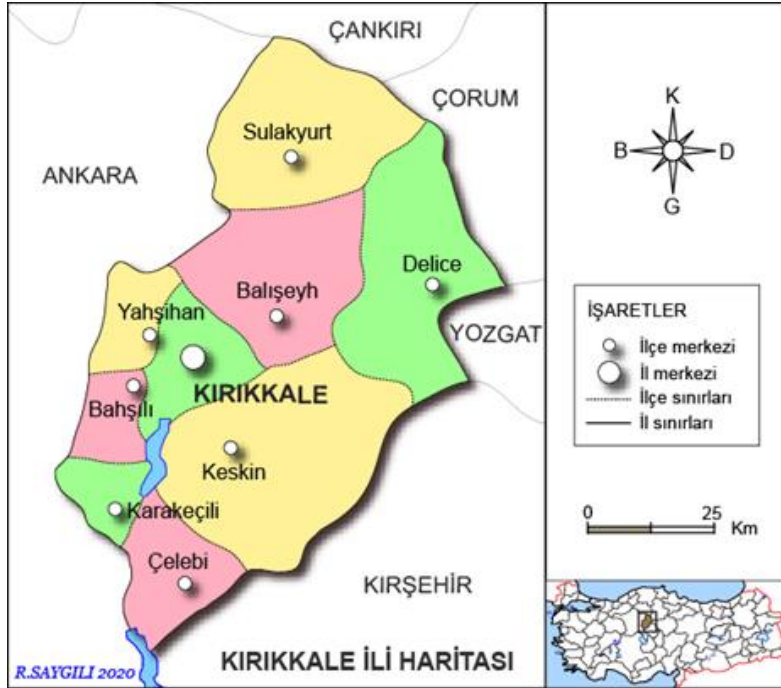 ÇANKIRI
ÇORUM
K
Sulakyurt
B
D
ANKARA
G
Delice
Balışeyh
Yahşihan
YOZGAT
İŞARETLER
İlçe merkezi
İl merkezi
İlçe sınırları
İl sınırları
KIRIKKALE
Bahşılı
Keskin
Karakeçili
0
25
Km
Çelebi
KIRŞEHİR
KIRIKKALE İLİ HARİTASI
R.SAYGILI 2020